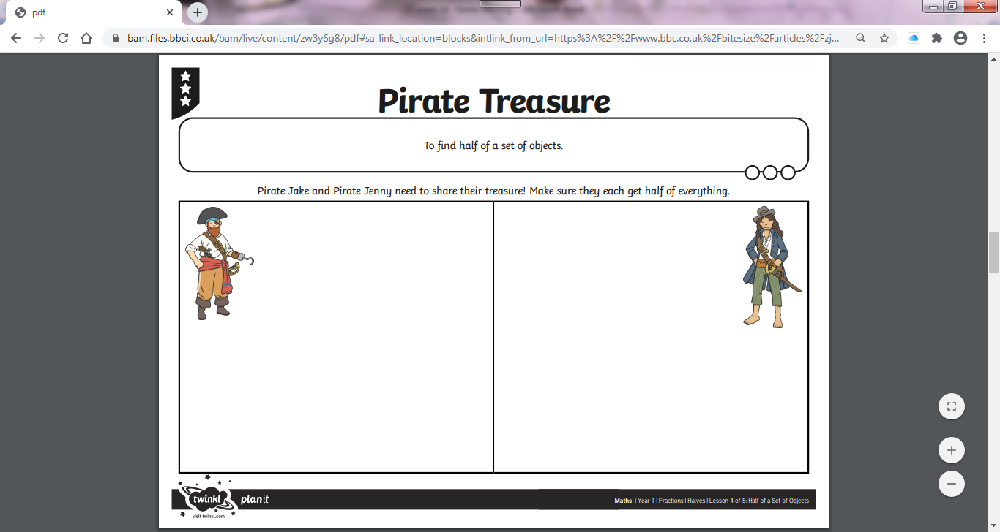 pdf
bam.files.bbci.co.uk/bam/live/content/zw3y6g8/pdf#sa-link_location=blocks&intlink_from_url=https%3A%2F%2Fwww.bbc.co.uk%2Fbitesize%2Farticles%2Fzj...
Pirate Treasure
To find half of a set of objects.
Pirate Jake and Pirate Jenny need to share their treasure! Make sure they each get half of everything.
twinkl planit
visit twinkl.com
Maths | Year 1 | Fractions | Halves | Lesson 4 of 5: Half of a Set of Objects